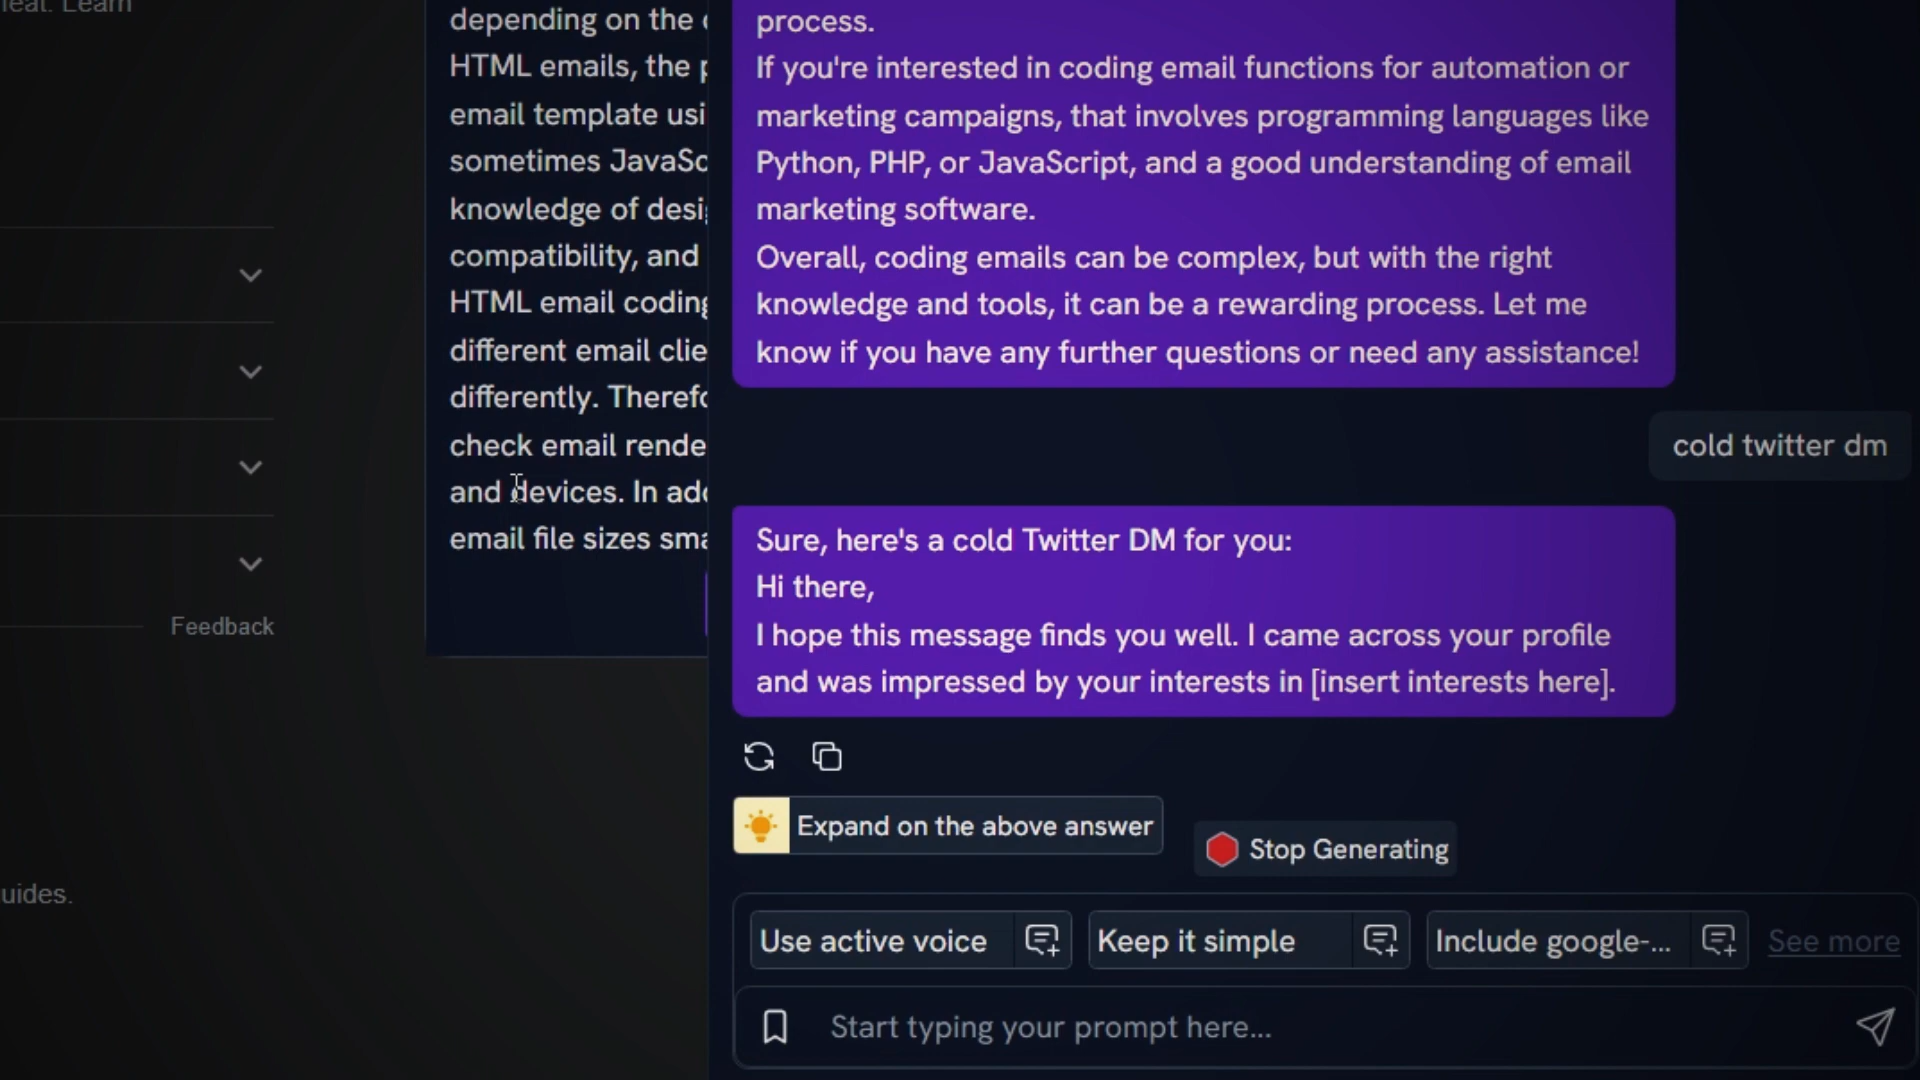 Learn
Feedback
uides.
depending on the
HTML emails, the
email template usi
sometimes JavaSc
knowledge of desi
compatibility, and
HTML email coding
different email clie
differently. Therefo
check email rende
and devices. In add
email file sizes sma
process.
If you're interested in coding email functions for automation or
marketing campaigns, that involves programming languages like
Python, PHP, or JavaScript, and a good understanding of email
marketing software.
Overall, coding emails can be complex, but with the right
knowledge and tools, it can be a rewarding process. Let me
know if you have any further questions or need any assistance!
cold twitter dm
Sure, here's a cold Twitter DM for you:
Hi there,
I hope this message finds you well. I came across your profile
and was impressed by your interests in [insert interests here].
Expand on the above answer
Stop Generating
Use active voice
Keep it simple
Include google-...
See more
Start typing your prompt here...